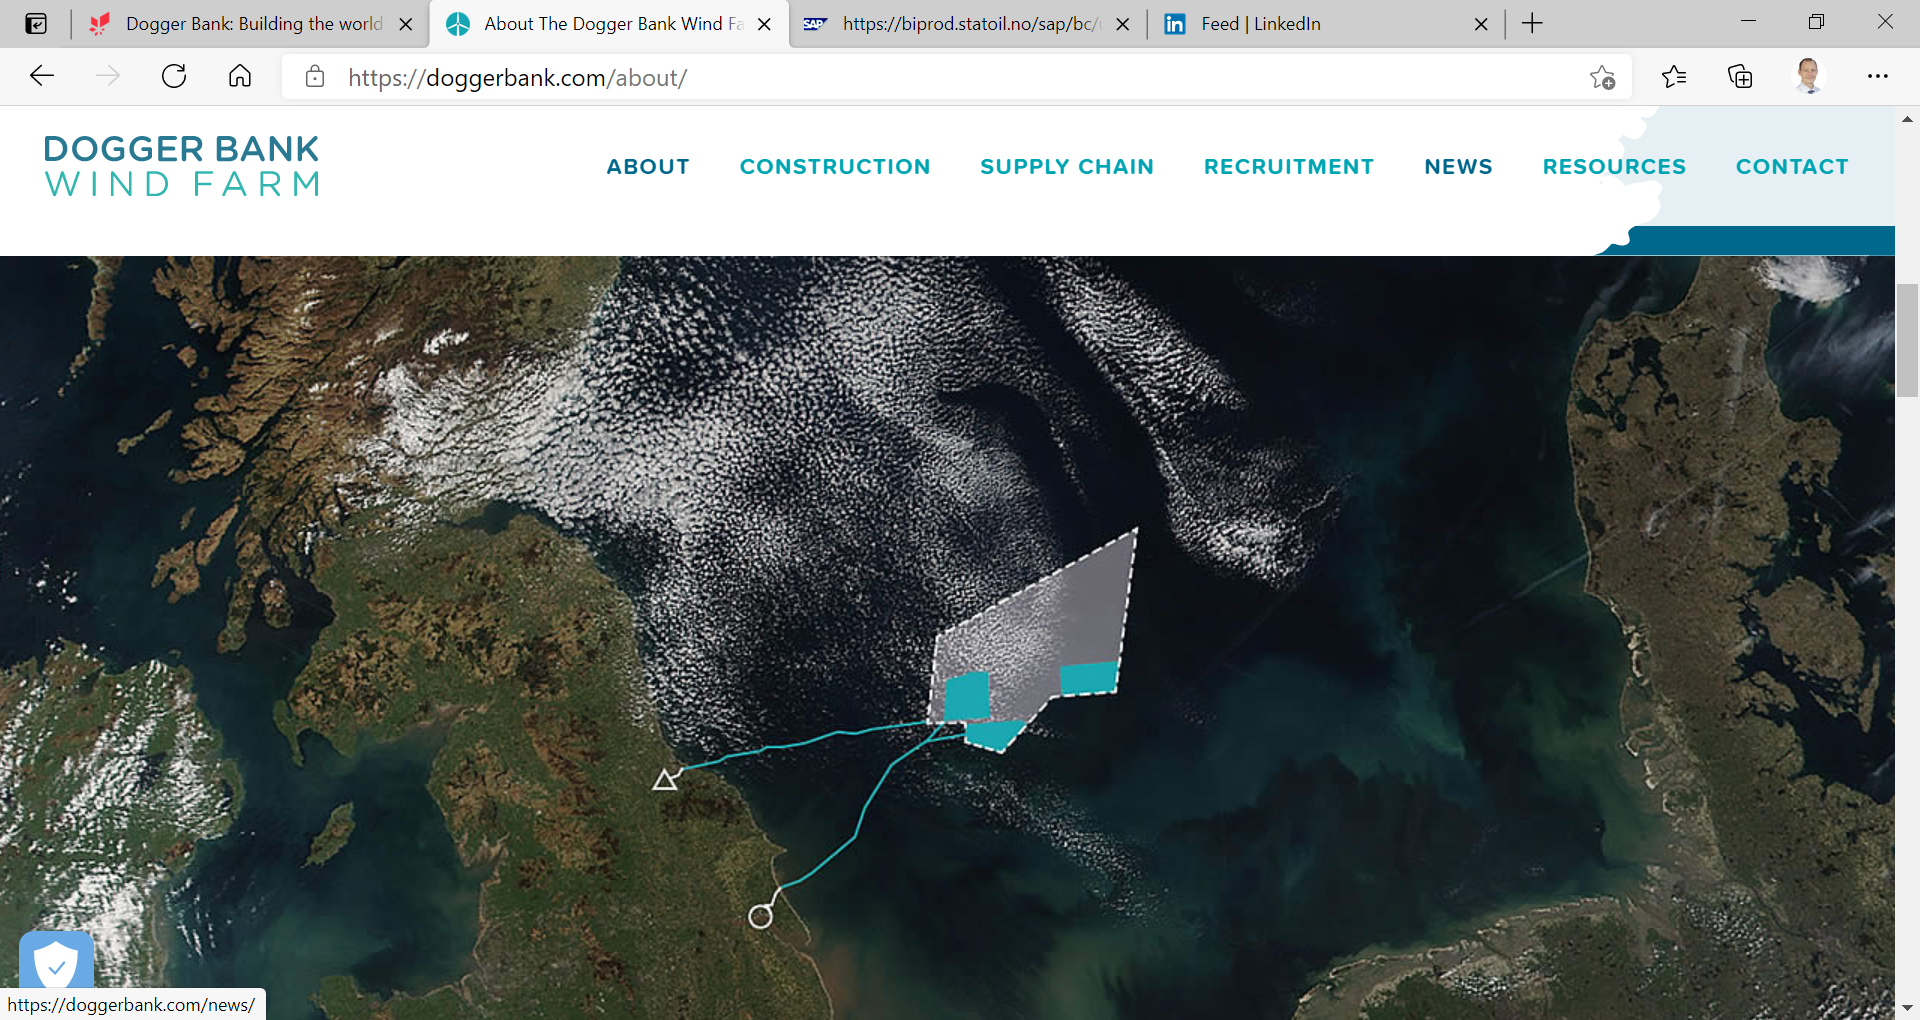 Dogger Bank: Building the world
About The Dogger Bank Wind Fa
SAP
https://biprod.statoil.no/sap/bc/
in
Feed | LinkedIn
https://doggerbank.com/about/
DOGGER BANK
WIND FARM
ABOUT
CONSTRUCTION
SUPPLY CHAIN
RECRUITMENT
NEWS
RESOURCES
CONTACT
https://doggerbank.com/news/